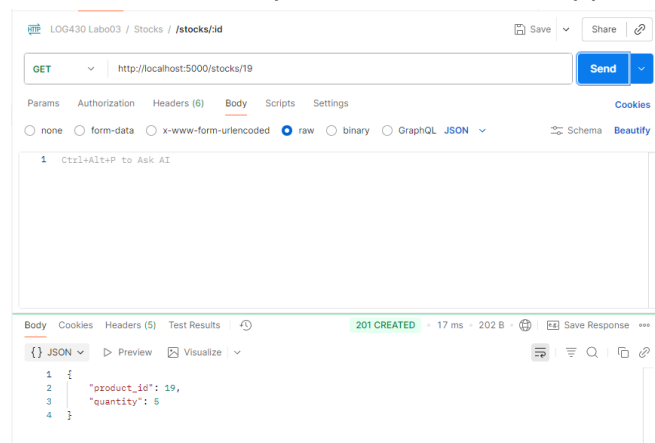 HTTP LOG430 Labo03 / Stocks / /stocks/:id Save Share
GET http://localhost:5000/stocks/19 Send
Params Authorization Headers (6) Body Scripts Settings Cookies
none form-data x-www-form-urlencoded raw binary GraphQL JSON Schema Beautify
1 Ctrl+Alt+P to Ask AI
Body Cookies Headers (5) Test Results 201 CREATED • 17 ms • 202 B • Save Response
{} JSON Preview Visualize
1 {
2 "product_id": 19,
3 "quantity": 5
4 }